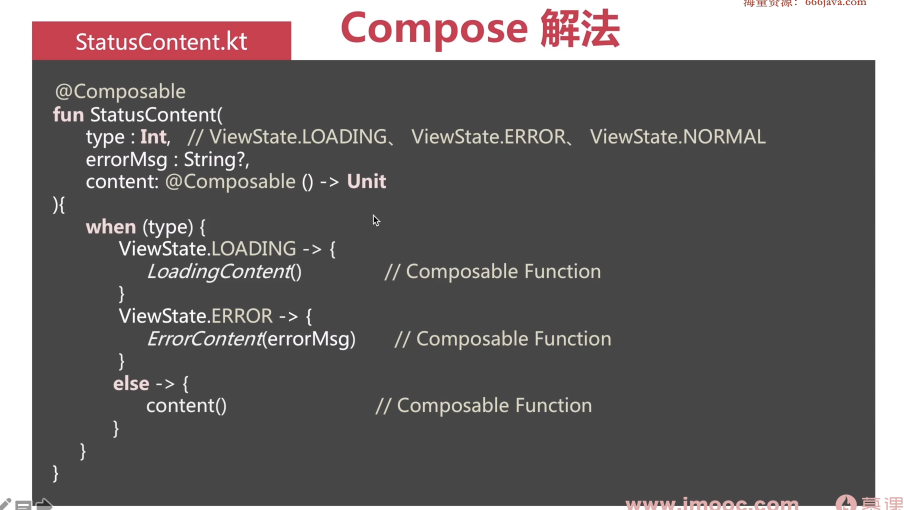 海量资源：666java.com
Compose 解法
StatusContent.kt
@Composable
fun StatusContent(
type : Int,   // ViewState.LOADING、 ViewState.ERROR、 ViewState.NORMAL
errorMsg : String?,
content: @Composable () -> Unit
){
when (type) {
ViewState.LOADING -> {
LoadingContent()   // Composable Function
}
ViewState.ERROR -> {
ErrorContent(errorMsg)   // Composable Function
}
else -> {
content()   // Composable Function
}
}
}
www.imooc.com 慕课